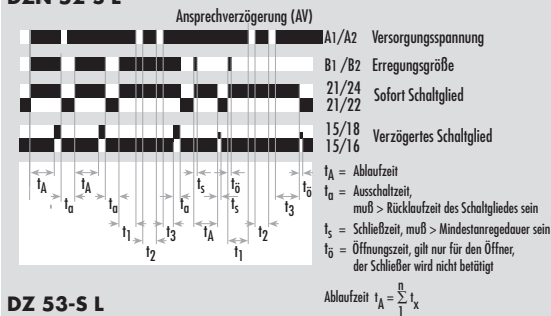 DZN 52-S L
Ansprechverzögerung (AV)
A1/A2 Versorgungsspannung
B1/B2 Erregungsgröße
21/24
21/22 Sofort Schaltglied
15/18
15/16 Verzögertes Schaltglied
tA tA ts tö tö
ta ta ta tA ts t3
t1 t3 t2
t2 t1
tA = Ablaufzeit
ta = Ausschaltzeit,
muß > Rücklaufzeit des Schaltgliedes sein
ts = Schließzeit, muß > Mindestanregedauer sein
tö = Öffnungszeit, gilt nur für den Öffner,
der Schließer wird nicht betätigt
Ablaufzeit tA = n Σ 1 tx
DZ 53-S L